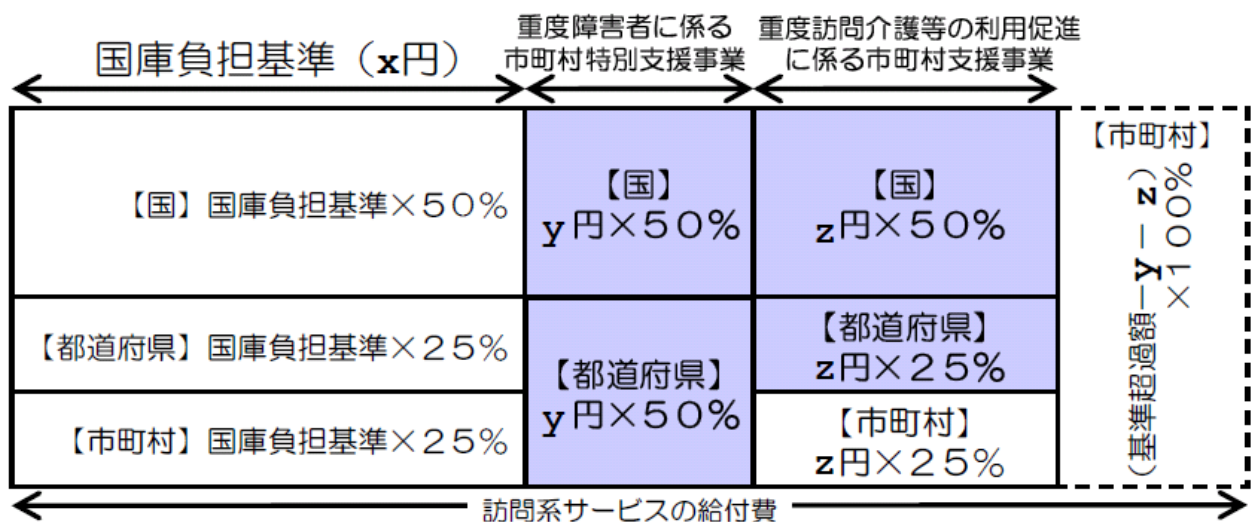 国庫負担基準（x円）
重度障害者に係る
市町村特別支援事業
重度訪問介護等の利用促進
に係る市町村支援事業
【国】国庫負担基準×５０％
【都道府県】国庫負担基準×２５％
【市町村】国庫負担基準×２５％
【国】
y円×５０％
【都道府県】
y円×５０％
【国】
z円×５０％
【都道府県】
z円×２５％
【市町村】
z円×２５％
【市町村】
（基準超過額－y－z）
×１００％
訪問系サービスの給付費